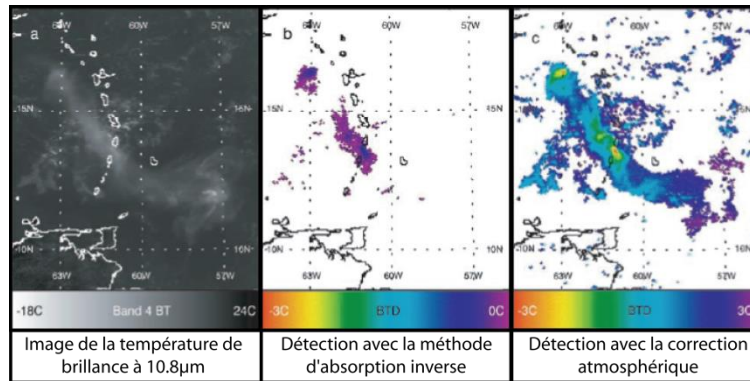 a
63W 60W 57W
15N 15N
10N 10N
63W 60W 57W
-18C Band 4 BT 24C
Image de la température de
brillance à 10.8µm
b
63W 60W 57W
15N 15N
10N 10N
63W 60W 57W
-3C BTD 0C
Détection avec la méthode
d'absorption inverse
c
63W 60W 57W
15N
10N
63W 60W 57W
-3C BTD 3C
Détection avec la correction
atmosphérique